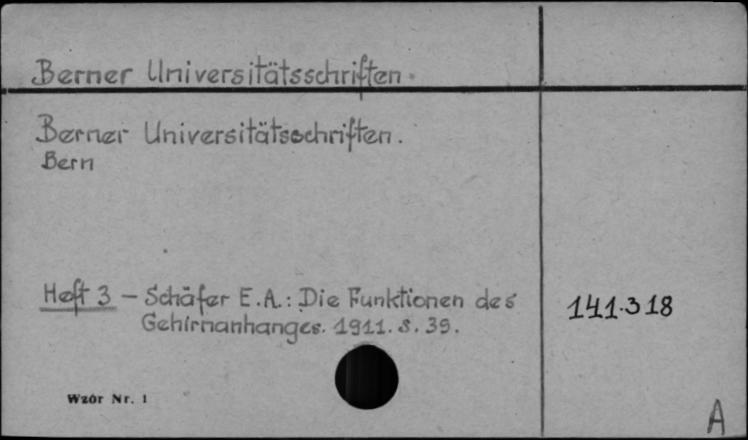 Berner Universitätsschriften.
Berner Universitätsschriften.
Bern
Heft 3 – Schäfer E.A.: Die Funktionen des
Gehirnanhanges. 1911. s. 39.
141.318
Wzór Nr. 1
A